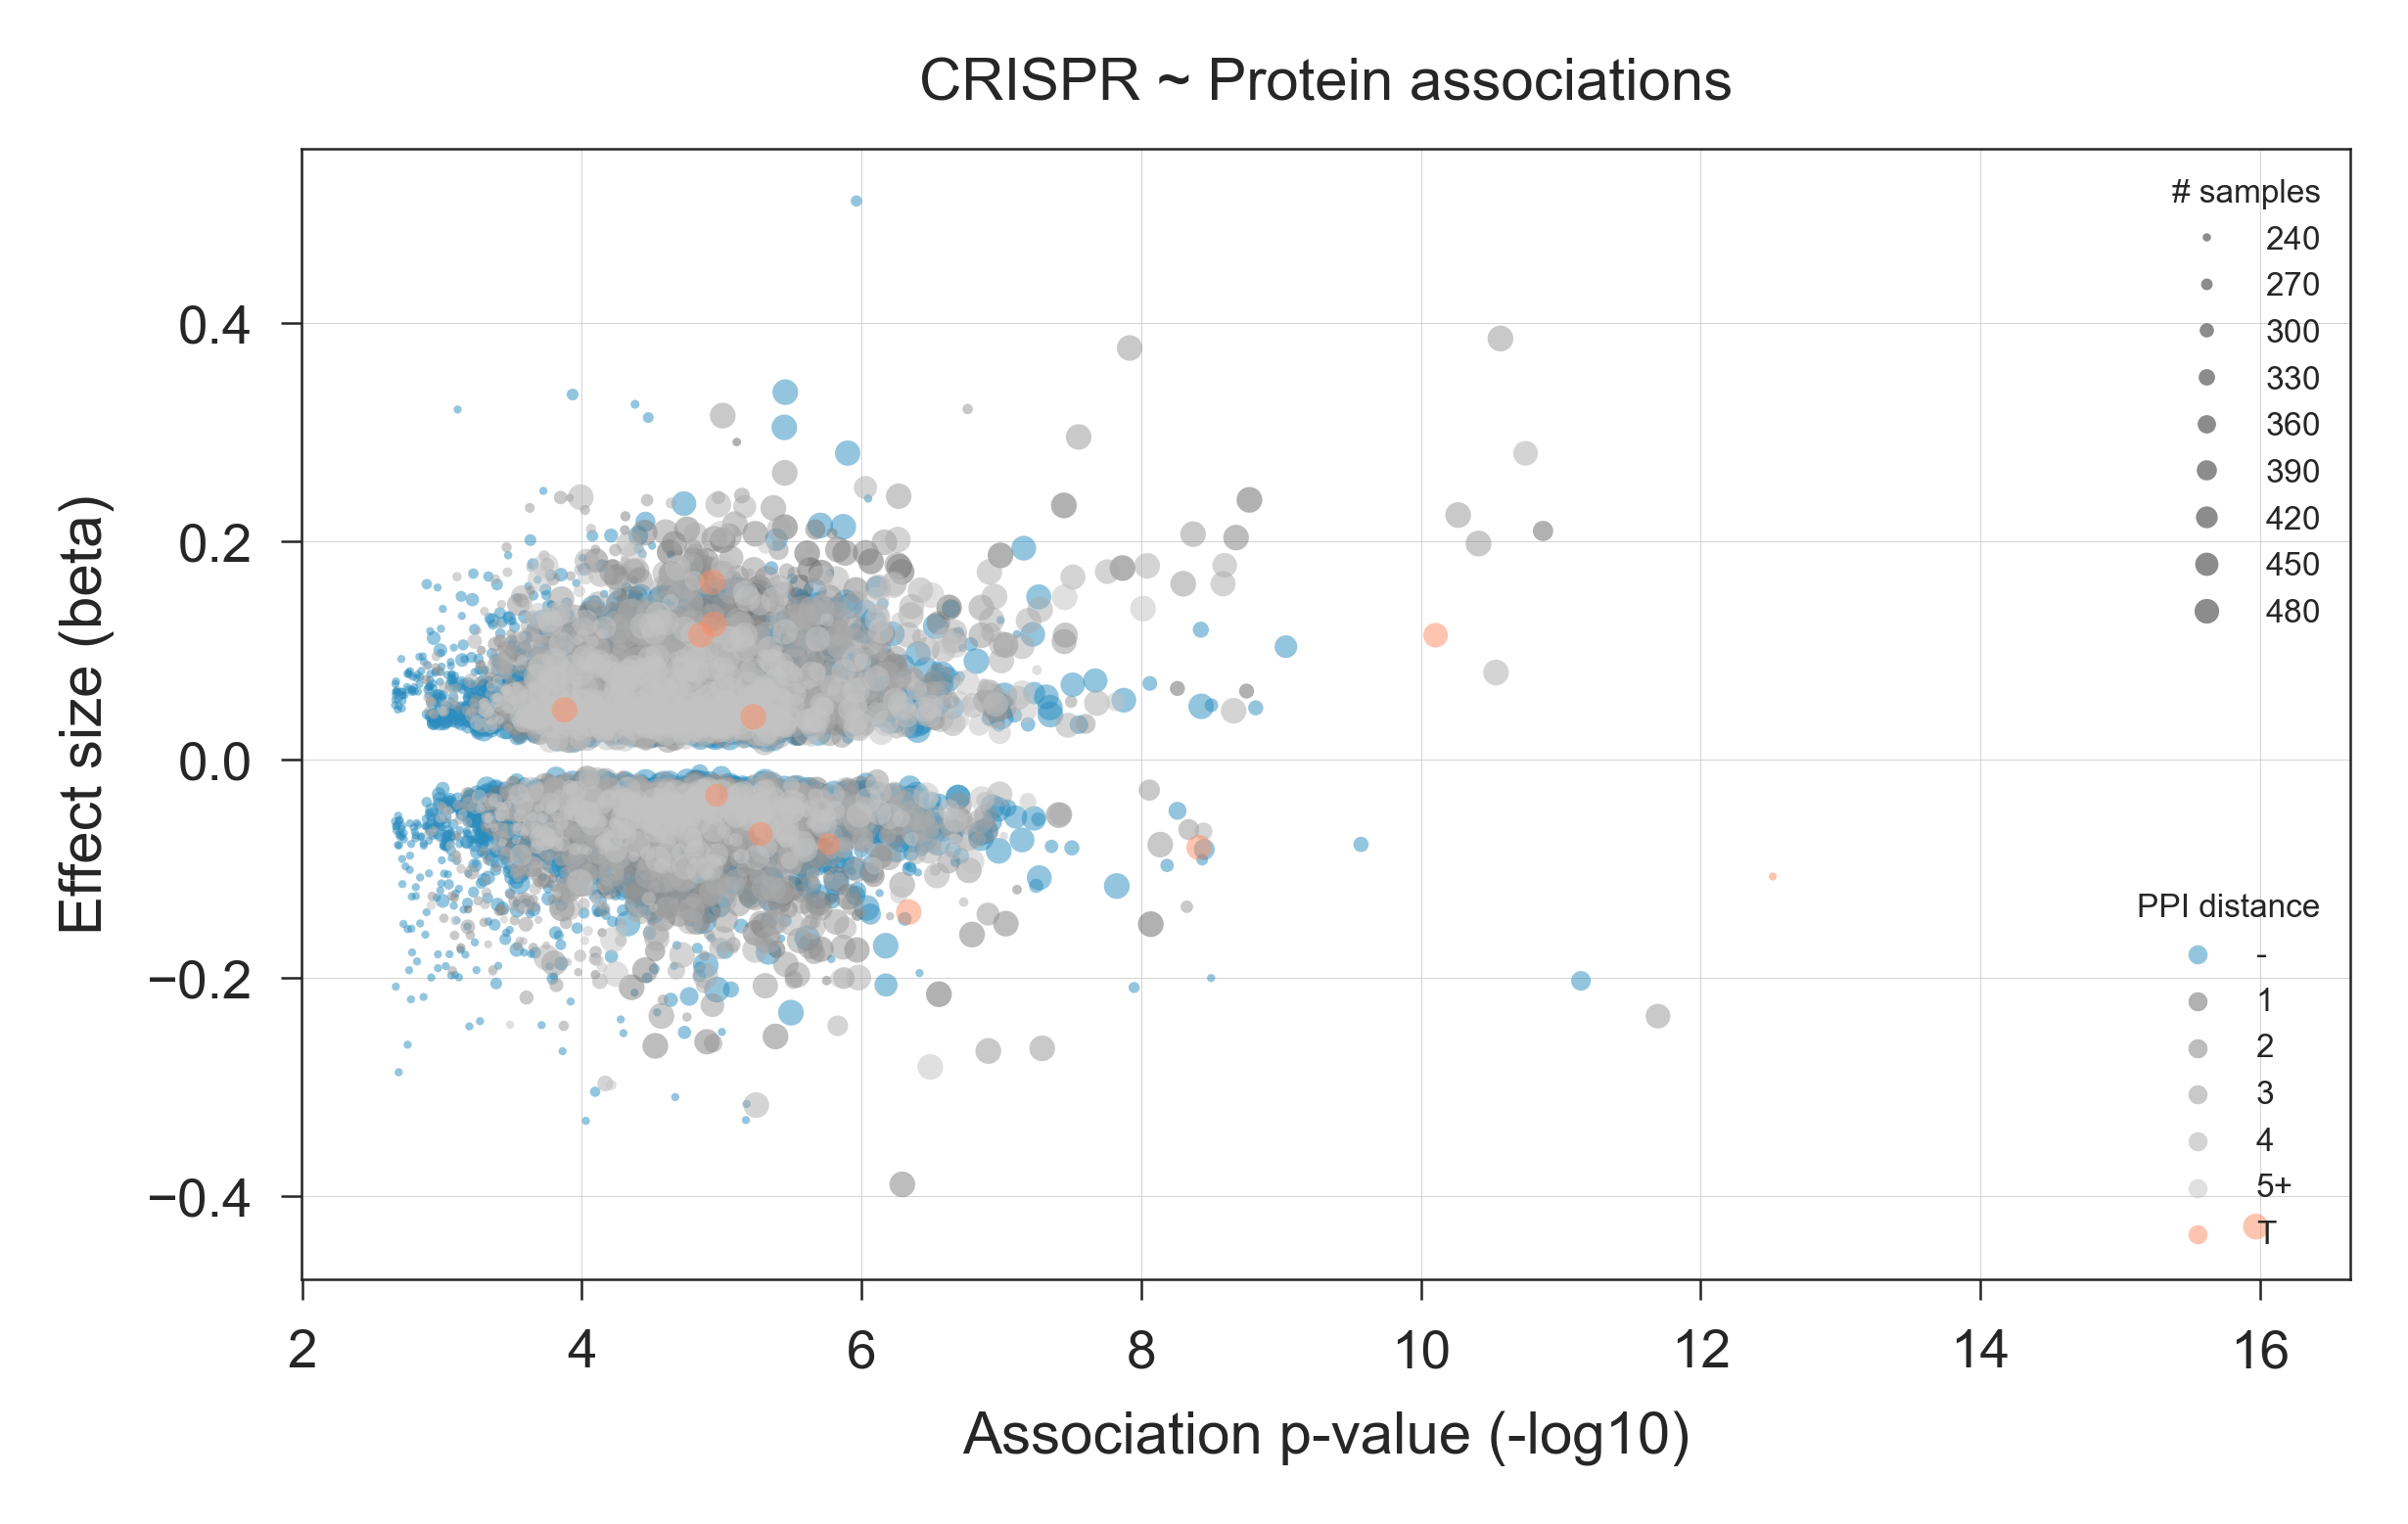 CRISPR ~ Protein associations
# samples
240
270
300
330
360
390
420
450
480
PPI distance
-
1
2
3
4
5+
T
Effect size (beta)
0.4
0.2
0.0
−0.2
−0.4
2 4 6 8 10 12 14 16
Association p-value (-log10)